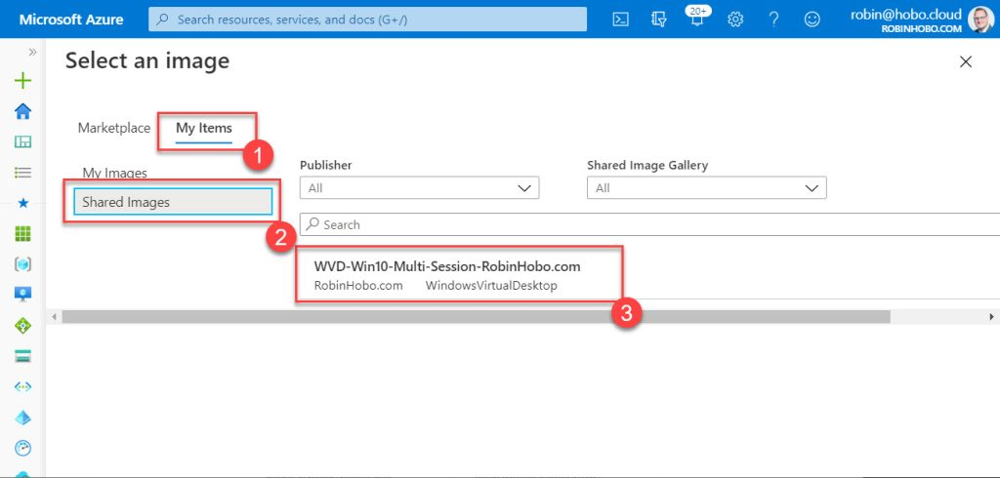 Microsoft Azure
Search resources, services, and docs (G+/)
20+
robin@hobo.cloud
ROBINHOBO.COM
Select an image
Marketplace
My Items
1
My Images
Shared Images
2
Publisher
Shared Image Gallery
All
All
Search
WVD-Win10-Multi-Session-RobinHobo.com
RobinHobo.com WindowsVirtualDesktop
3